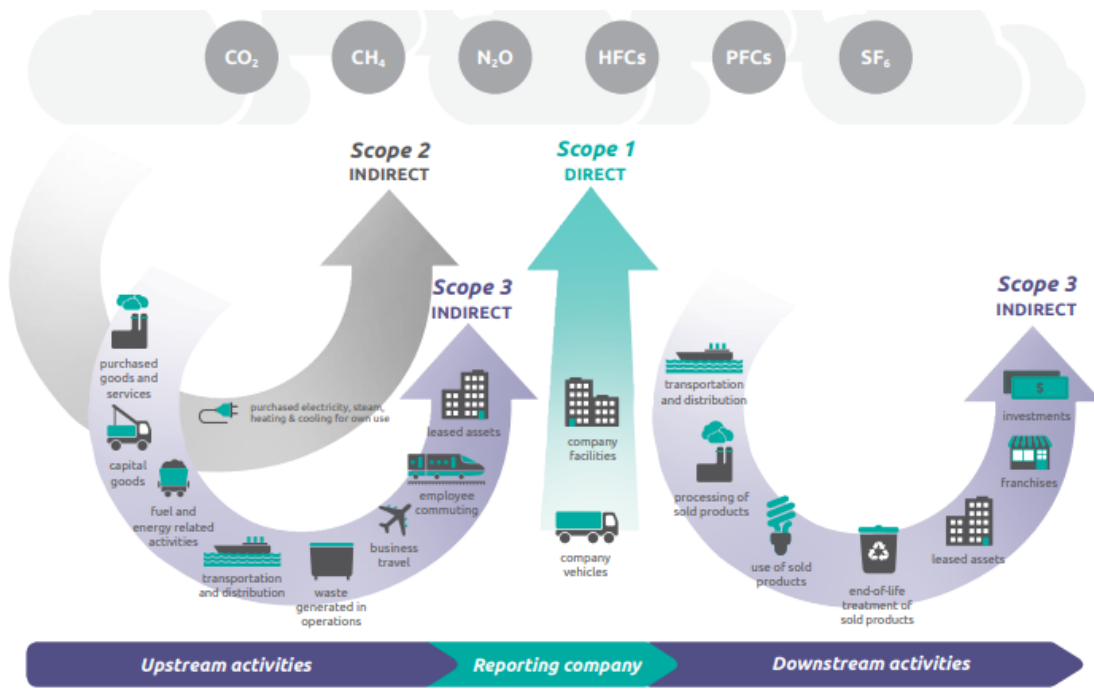 CO₂
CH₄
N₂O
HFCs
PFCs
SF₆
Scope 2
INDIRECT
Scope 1
DIRECT
Scope 3
INDIRECT
Scope 3
INDIRECT
purchased
goods and
services
capital
goods
fuel and
energy related
activities
transportation
and distribution
waste
generated in
operations
business
travel
employee
commuting
leased assets
purchased electricity, steam,
heating & cooling for own use
company
facilities
company
vehicles
transportation
and distribution
processing of
sold products
use of sold
products
end-of-life
treatment of
sold products
leased assets
franchises
$
investments
Upstream activities
Reporting company
Downstream activities